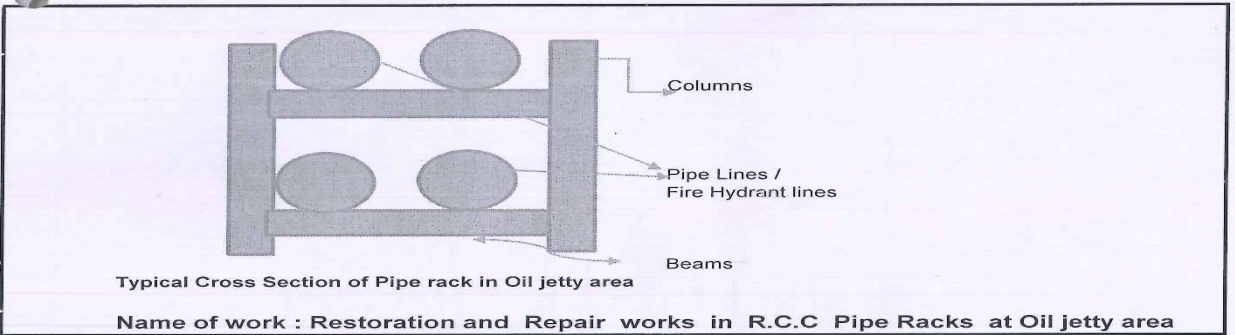 Columns
Pipe Lines /
Fire Hydrant lines
Beams
Typical Cross Section of Pipe rack in Oil jetty area
Name of work : Restoration and Repair works in R.C.C Pipe Racks at Oil jetty area